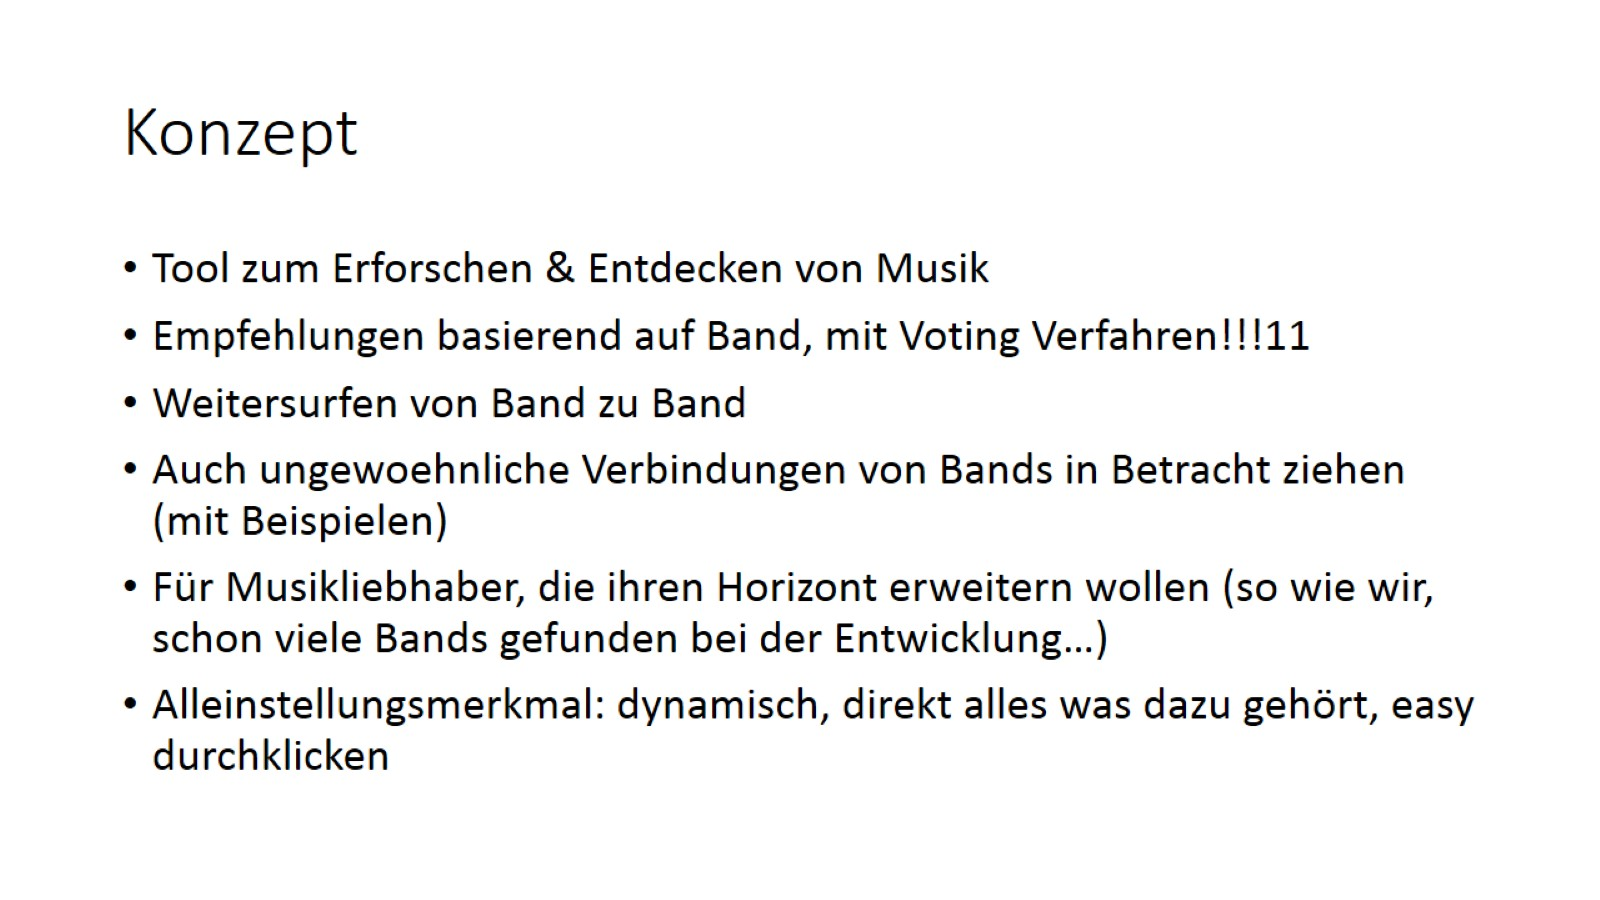 Konzept
• Tool zum Erforschen & Entdecken von Musik
• Empfehlungen basierend auf Band, mit Voting Verfahren!!!11
• Weitersurfen von Band zu Band
• Auch ungewoehnliche Verbindungen von Bands in Betracht ziehen
(mit Beispielen)
• Für Musikliebhaber, die ihren Horizont erweitern wollen (so wie wir,
schon viele Bands gefunden bei der Entwicklung…)
• Alleinstellungsmerkmal: dynamisch, direkt alles was dazu gehört, easy
durchklicken